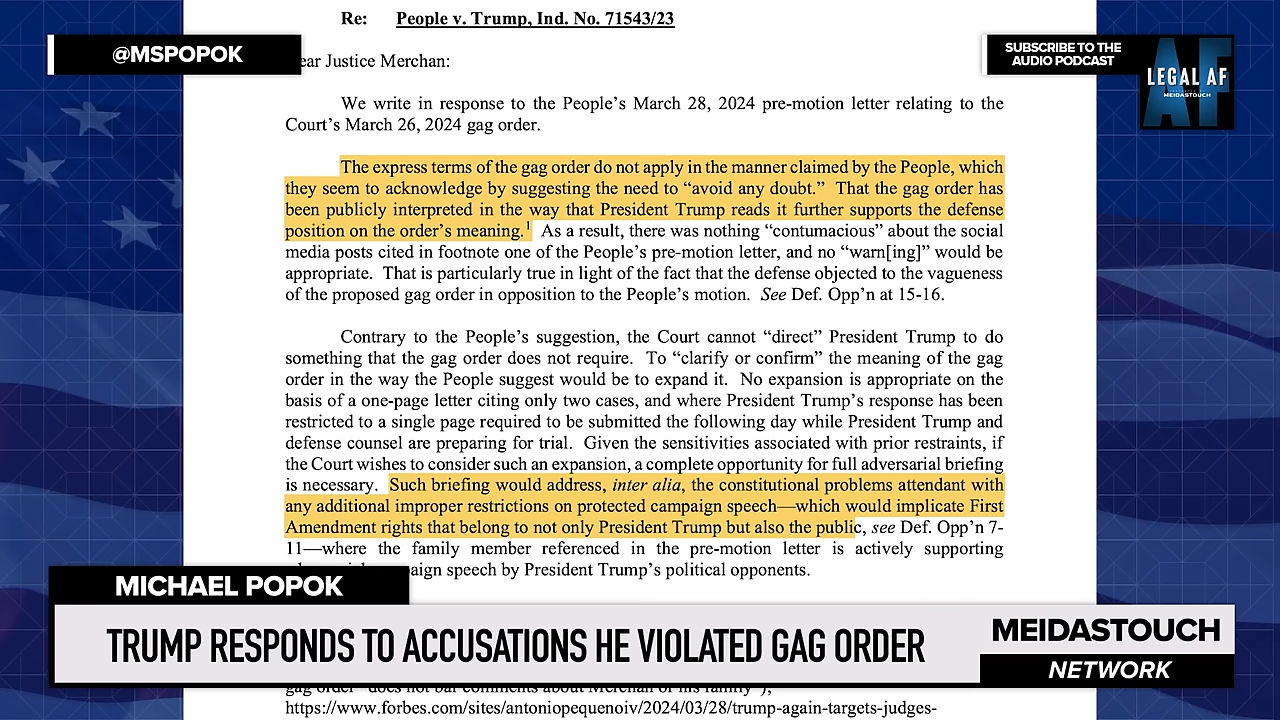 Re: People v. Trump, Ind. No. 71543/23
@MSPOPOK
SUBSCRIBE TO THE
AUDIO PODCAST
LEGAL AF
MEIDASTOUCH
ear Justice Merchan:
We write in response to the People’s March 28, 2024 pre-motion letter relating to the
Court’s March 26, 2024 gag order.
The express terms of the gag order do not apply in the manner claimed by the People, which
they seem to acknowledge by suggesting the need to “avoid any doubt.” That the gag order has
been publicly interpreted in the way that President Trump reads it further supports the defense
position on the order’s meaning.1 As a result, there was nothing “contumacious” about the social
media posts cited in footnote one of the People’s pre-motion letter, and no “warn[ing]” would be
appropriate. That is particularly true in light of the fact that the defense objected to the vagueness
of the proposed gag order in opposition to the People’s motion. See Def. Opp’n at 15-16.
Contrary to the People’s suggestion, the Court cannot “direct” President Trump to do
something that the gag order does not require. To “clarify or confirm” the meaning of the gag
order in the way the People suggest would be to expand it. No expansion is appropriate on the
basis of a one-page letter citing only two cases, and where President Trump’s response has been
restricted to a single page required to be submitted the following day while President Trump and
defense counsel are preparing for trial. Given the sensitivities associated with prior restraints, if
the Court wishes to consider such an expansion, a complete opportunity for full adversarial briefing
is necessary. Such briefing would address, inter alia, the constitutional problems attendant with
any additional improper restrictions on protected campaign speech—which would implicate First
Amendment rights that belong to not only President Trump but also the public, see Def. Opp’n 7-
11—where the family member referenced in the pre-motion letter is actively supporting
aign speech by President Trump’s political opponents.
MICHAEL POPOK
TRUMP RESPONDS TO ACCUSATIONS HE VIOLATED GAG ORDER
MEIDASTOUCH
NETWORK
gag order “does not bar comments about Merchan or his family”),
https://www.forbes.com/sites/antoniopequenoiv/2024/03/28/trump-again-targets-judges-